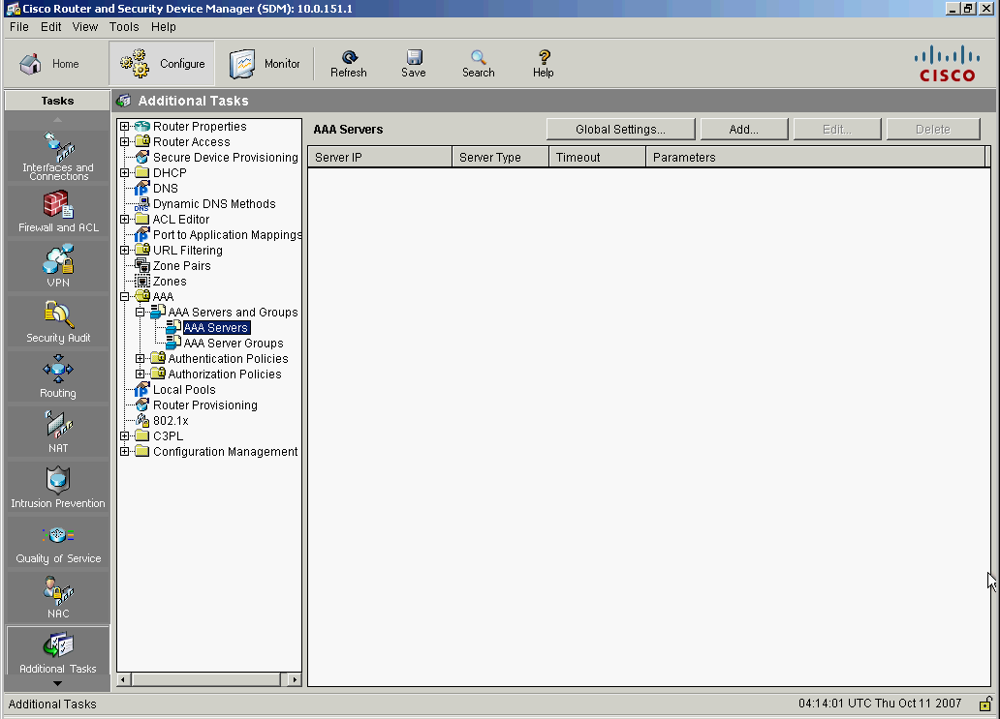 Cisco Router and Security Device Manager (SDM): 10.0.151.1
File Edit View Tools Help
Home Configure Monitor Refresh Save Search Help
CISCO
Tasks
Additional Tasks
Interfaces and
Connections
Firewall and ACL
VPN
Security Audit
Routing
NAT
Intrusion Prevention
Quality of Service
NAC
Additional Tasks
Router Properties
Router Access
Secure Device Provisioning
DHCP
DNS
Dynamic DNS Methods
ACL Editor
Port to Application Mappings
URL Filtering
Zone Pairs
Zones
AAA
AAA Servers and Groups
AAA Servers
AAA Server Groups
Authentication Policies
Authorization Policies
Local Pools
Router Provisioning
802.1x
C3PL
Configuration Management
AAA Servers
Global Settings... Add... Edit... Delete
Server IP Server Type Timeout Parameters
Additional Tasks
04:14:01 UTC Thu Oct 11 2007